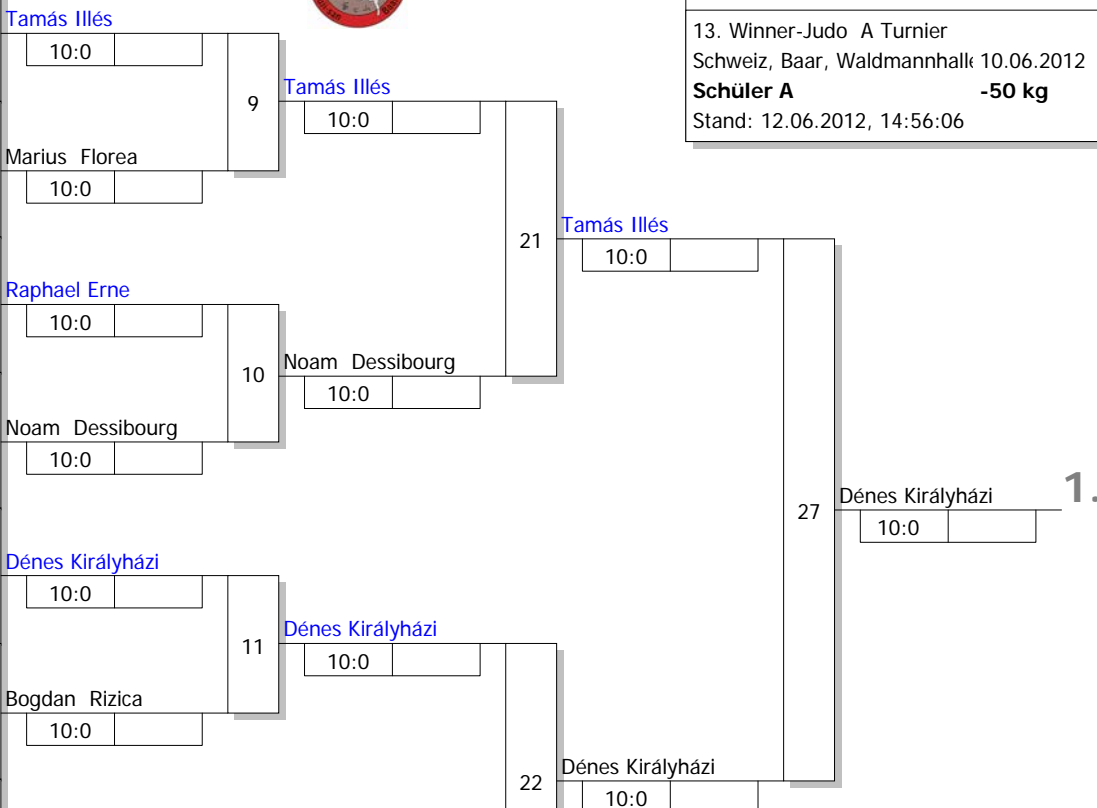 13. Winner-Judo A Turnier
Schweiz, Baar, Waldmannhalle 10.06.2012
Schüler A -50 kg
Stand: 12.06.2012, 14:56:06
Tamás Illés
10:0
9
Marius Florea
10:0
Raphael Erne
10:0
10
Noam Dessibourg
10:0
Dénes Királyházi
10:0
11
Bogdan Rizica
10:0
Tamás Illés
10:0
21
Noam Dessibourg
10:0
Dénes Királyházi
10:0
22
Tamás Illés
10:0
27
Dénes Királyházi
10:0
Dénes Királyházi
10:0
1.